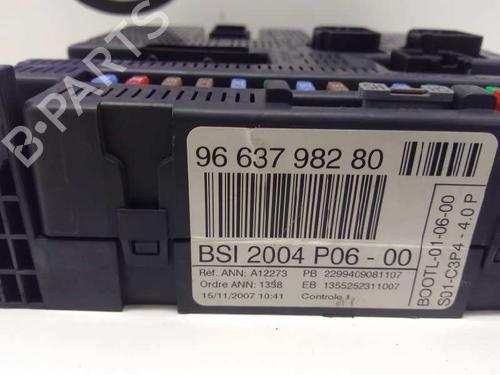 B-PARTS
96 637 982 80
BSI 2004 P06 - 00
Réf. ANN: A12273 PB 2299409081107
Ordre ANN: 1398 EB 1355252311007
15/11/2007 10:41 Controle 1
BOOTL-01-06-00
S01-C3P4 - 4.0 P